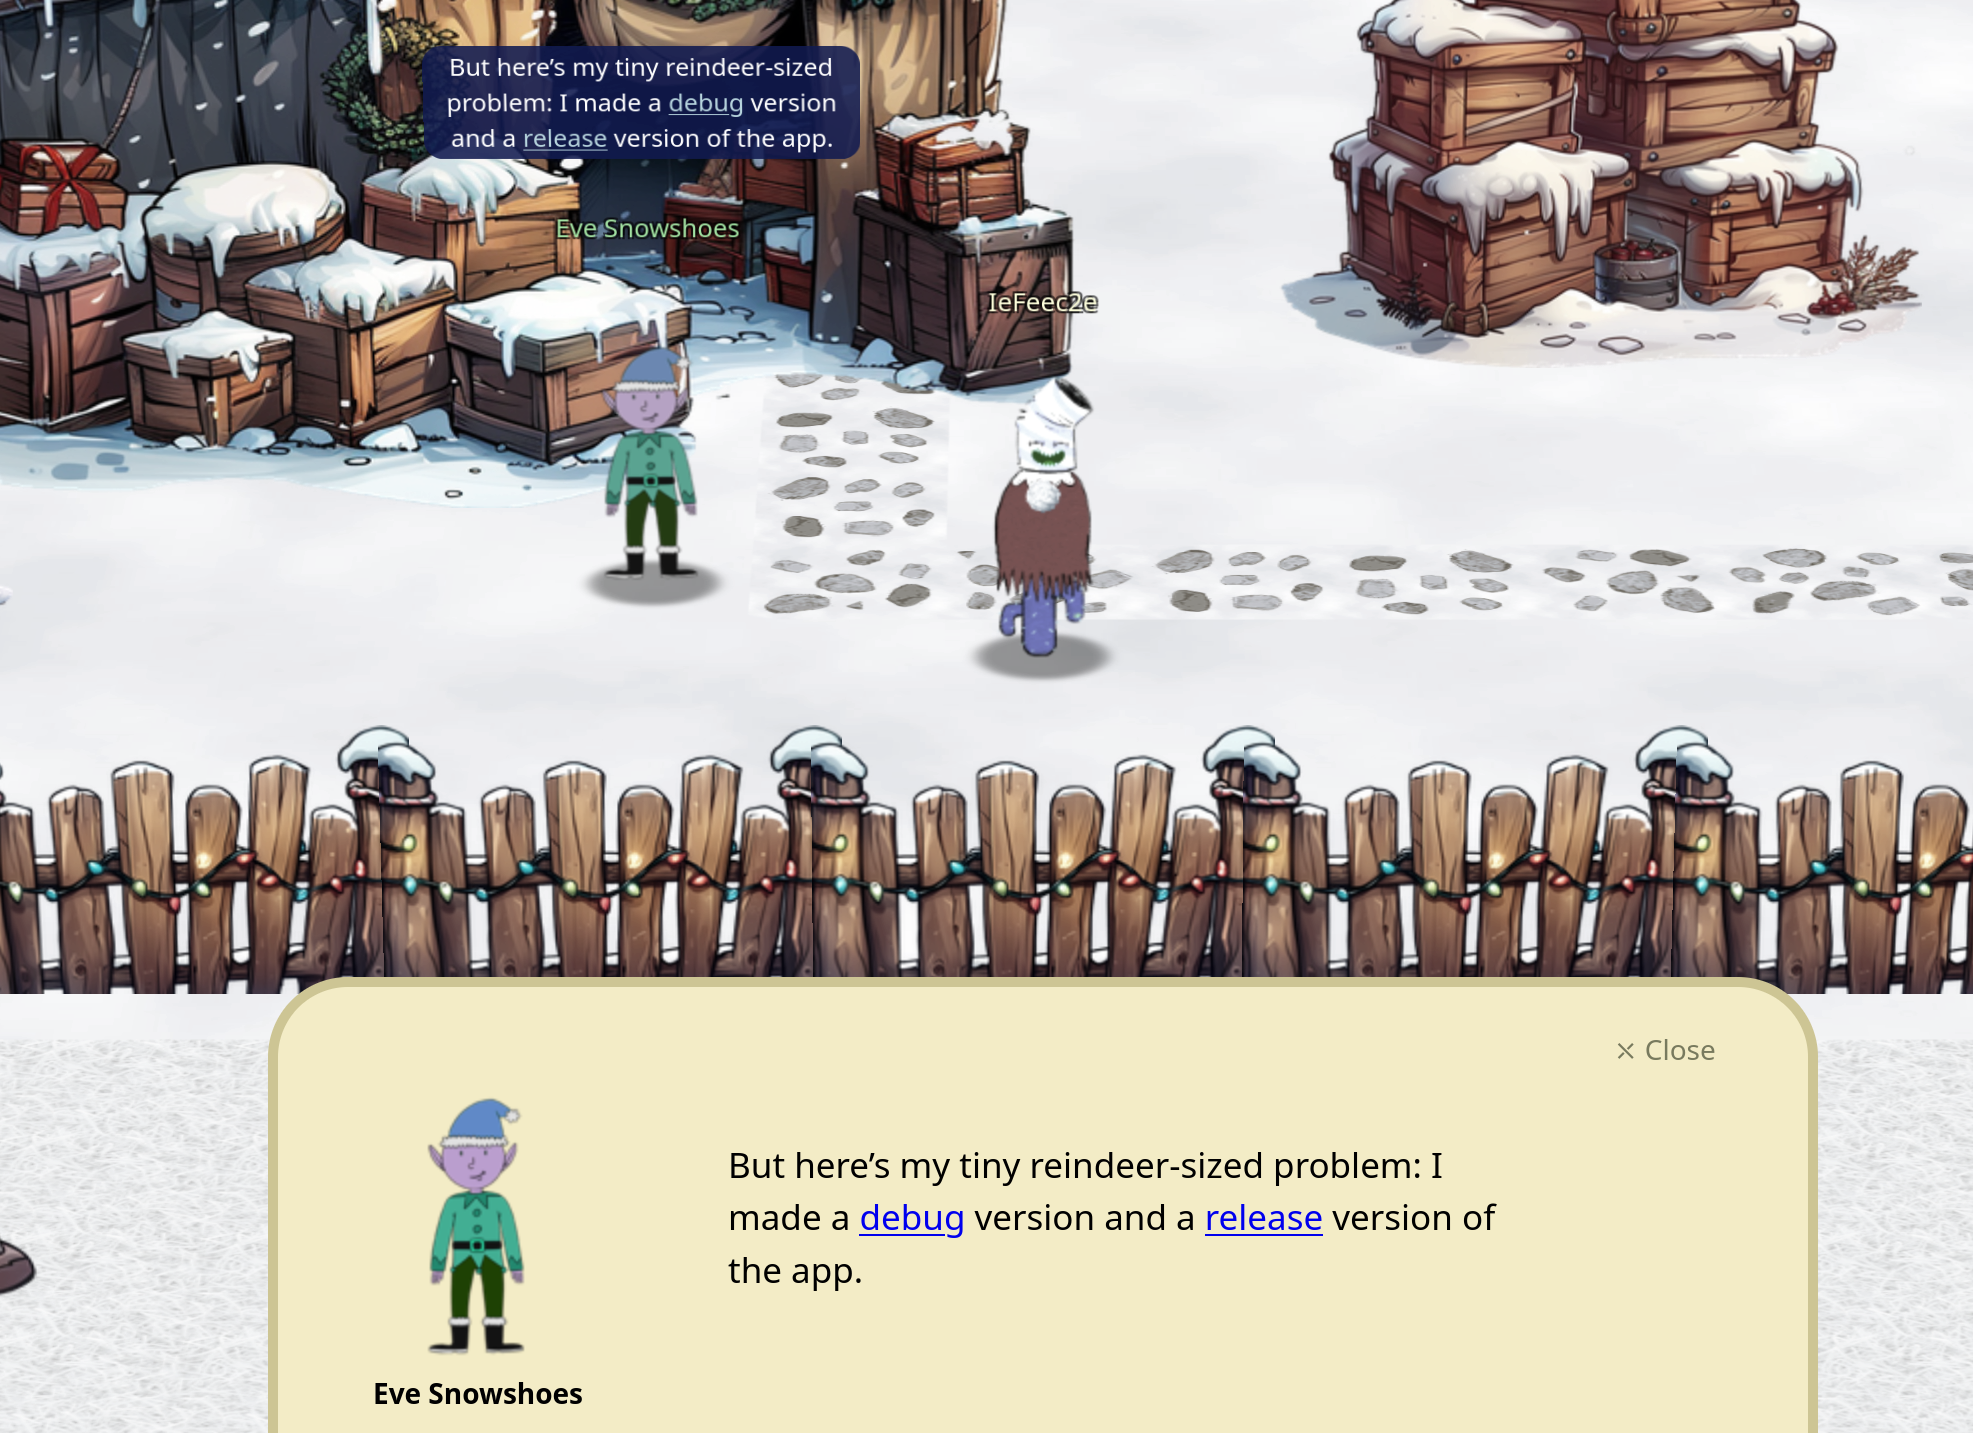 But here’s my tiny reindeer-sized
problem: I made a debug version
and a release version of the app.
Eve Snowshoes
IeFeec2e
× Close
But here’s my tiny reindeer-sized problem: I
made a debug version and a release version of
the app.
Eve Snowshoes